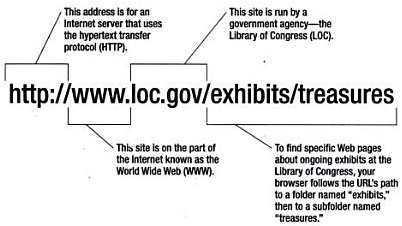 This address is for an
Internet server that uses
the hypertext transfer
protocol (HTTP).
This site is run by a
government agency—the
Library of Congress (LOC).
http://www.loc.gov/exhibits/treasures
This site is on the part of
the Internet known as the
World Wide Web (WWW).
To find specific Web pages
about ongoing exhibits at the
Library of Congress, your
browser follows the URL's path
to a folder named "exhibits,"
then to a subfolder named
"treasures."